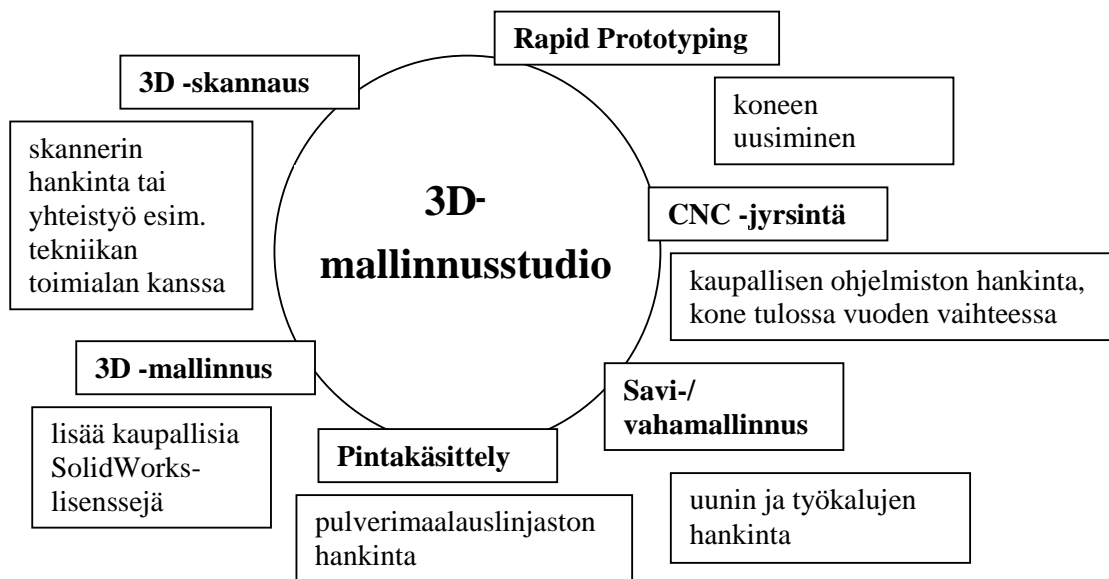 Rapid Prototyping
koneen
uusiminen
CNC -jyrsintä
kaupallisen ohjelmiston hankinta,
kone tulossa vuoden vaihteessa
Savi-/
vahamallinnus
uunin ja työkalujen
hankinta
Pintakäsittely
pulverimaalauslinjaston
hankinta
3D -mallinnus
lisää kaupallisia
SolidWorks-
lisenssejä
3D -skannaus
skannerin
hankinta tai
yhteistyö esim.
tekniikan
toimialan kanssa
3D-
mallinnusstudio